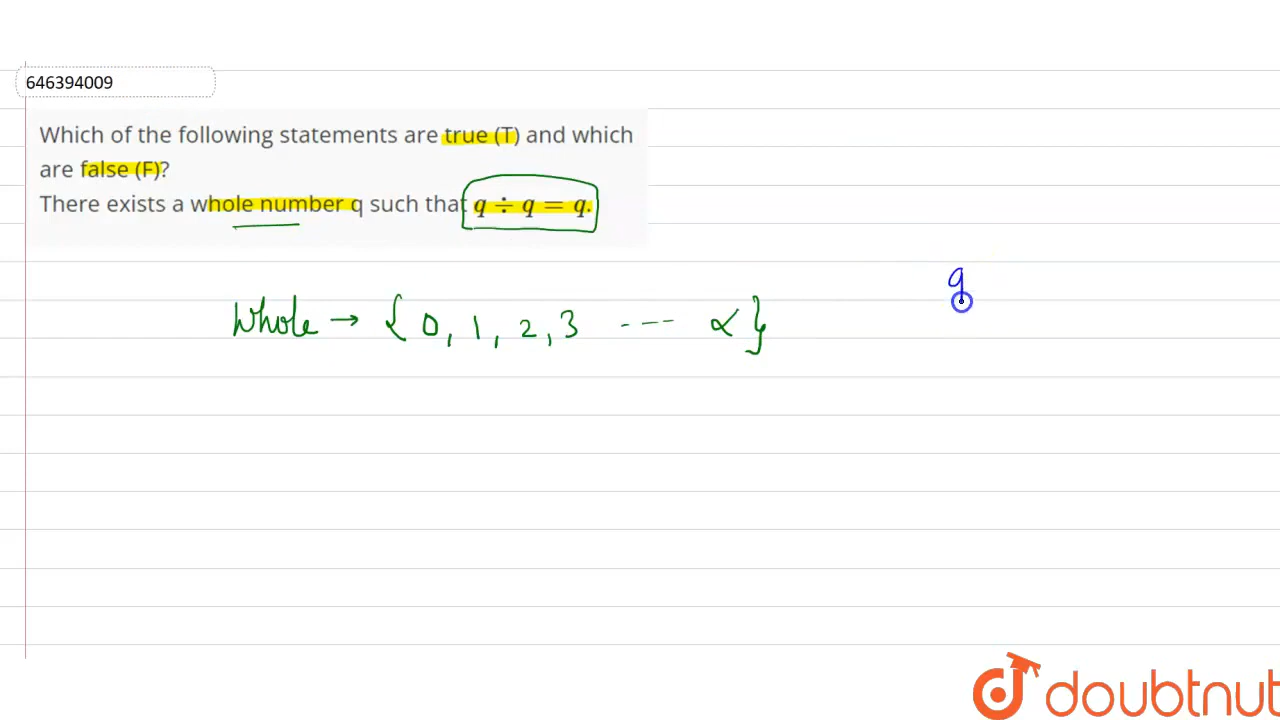 646394009
Which of the following statements are true (T) and which
are false (F)?
There exists a whole number q such that q ÷ q = q.
q
Whole → { 0, 1, 2, 3 ---- α }
doubtnut